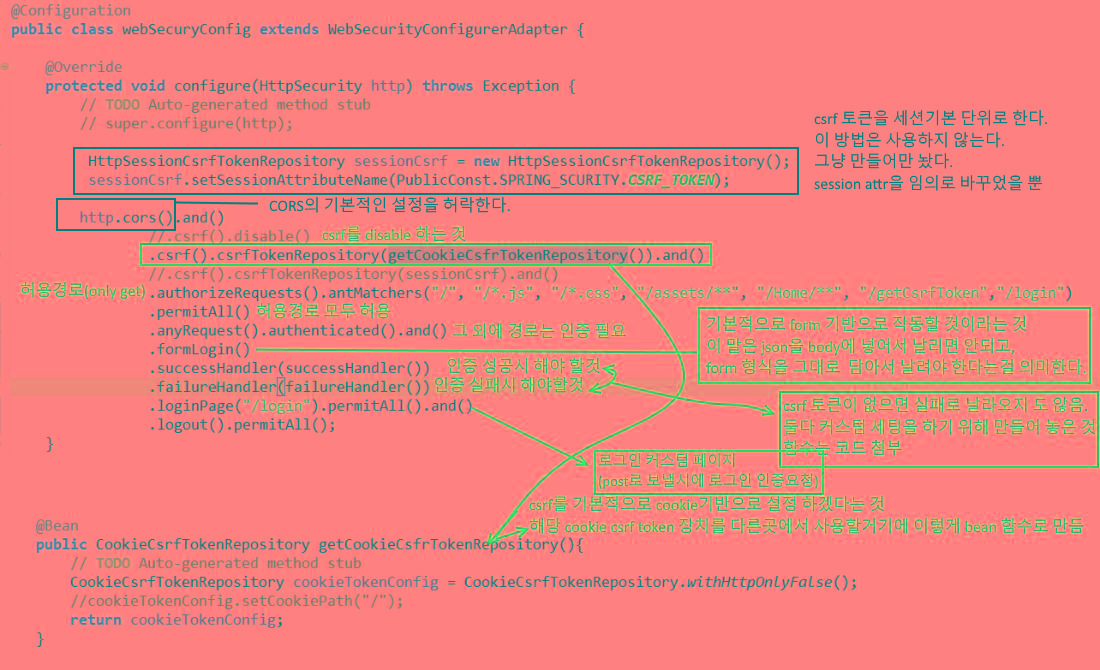 @Configuration
public class webSecuryConfig extends WebSecurityConfigurerAdapter {
@Override
protected void configure(HttpSecurity http) throws Exception {
// TODO Auto-generated method stub
// super.configure(http);
csrf 토큰을 세션기본 단위로 한다.
이 방법은 사용하지 않는다.
그냥 만들어만 놨다.
session attr을 임의로 바꾸었을 뿐
HttpSessionCsrfTokenRepository sessionCsrf = new HttpSessionCsrfTokenRepository();
sessionCsrf.setSessionAttributeName(PublicConst.SPRING_SCURITY.CSRF_TOKEN);
CORS의 기본적인 설정을 허락한다.
http.cors().and()
//.csrf().disable() csrf를 disable 하는 것
.csrf().csrfTokenRepository(getCookieCsfrTokenRepository()).and()
//.csrf().csrfTokenRepository(sessionCsrf).and()
허용경로(only get) .authorizeRequests().antMatchers("/", "/*.js", "/*.css", "/assets/**", "/Home/**", "/getCsrfToken","/login")
.permitAll() 허용경로 모두 허용
.anyRequest().authenticated().and() 그 외에 경로는 인증 필요
.formLogin()
기본적으로 form 기반으로 작동할 것이라는 것
이 말은 json을 body에 넣어서 날리면 안되고,
form 형식을 그대로 담아서 날려야 한다는걸 의미한다.
.successHandler(successHandler()) 인증 성공시 해야 할것
.failureHandler(failureHandler()) 인증 실패시 해야할것
.loginPage("/login").permitAll().and()
.logout().permitAll();
csrf 토큰이 없으면 실패로 날라오지 도 않음.
둘다 커스텀 세팅을 하기 위해 만들어 놓은 것
함수는 코드 첨부
}
로그인 커스텀 페이지
(post로 보낼시에 로그인 인증요청)
csrf를 기본적으로 cookie기반으로 설정 하겠다는 것
해당 cookie csrf token 장치를 다른곳에서 사용할거기에 이렇게 bean 함수로 만듬
@Bean
public CookieCsrfTokenRepository getCookieCsfrTokenRepository(){
// TODO Auto-generated method stub
CookieCsrfTokenRepository cookieTokenConfig = CookieCsrfTokenRepository.withHttpOnlyFalse();
//cookieTokenConfig.setCookiePath("/");
return cookieTokenConfig;
}